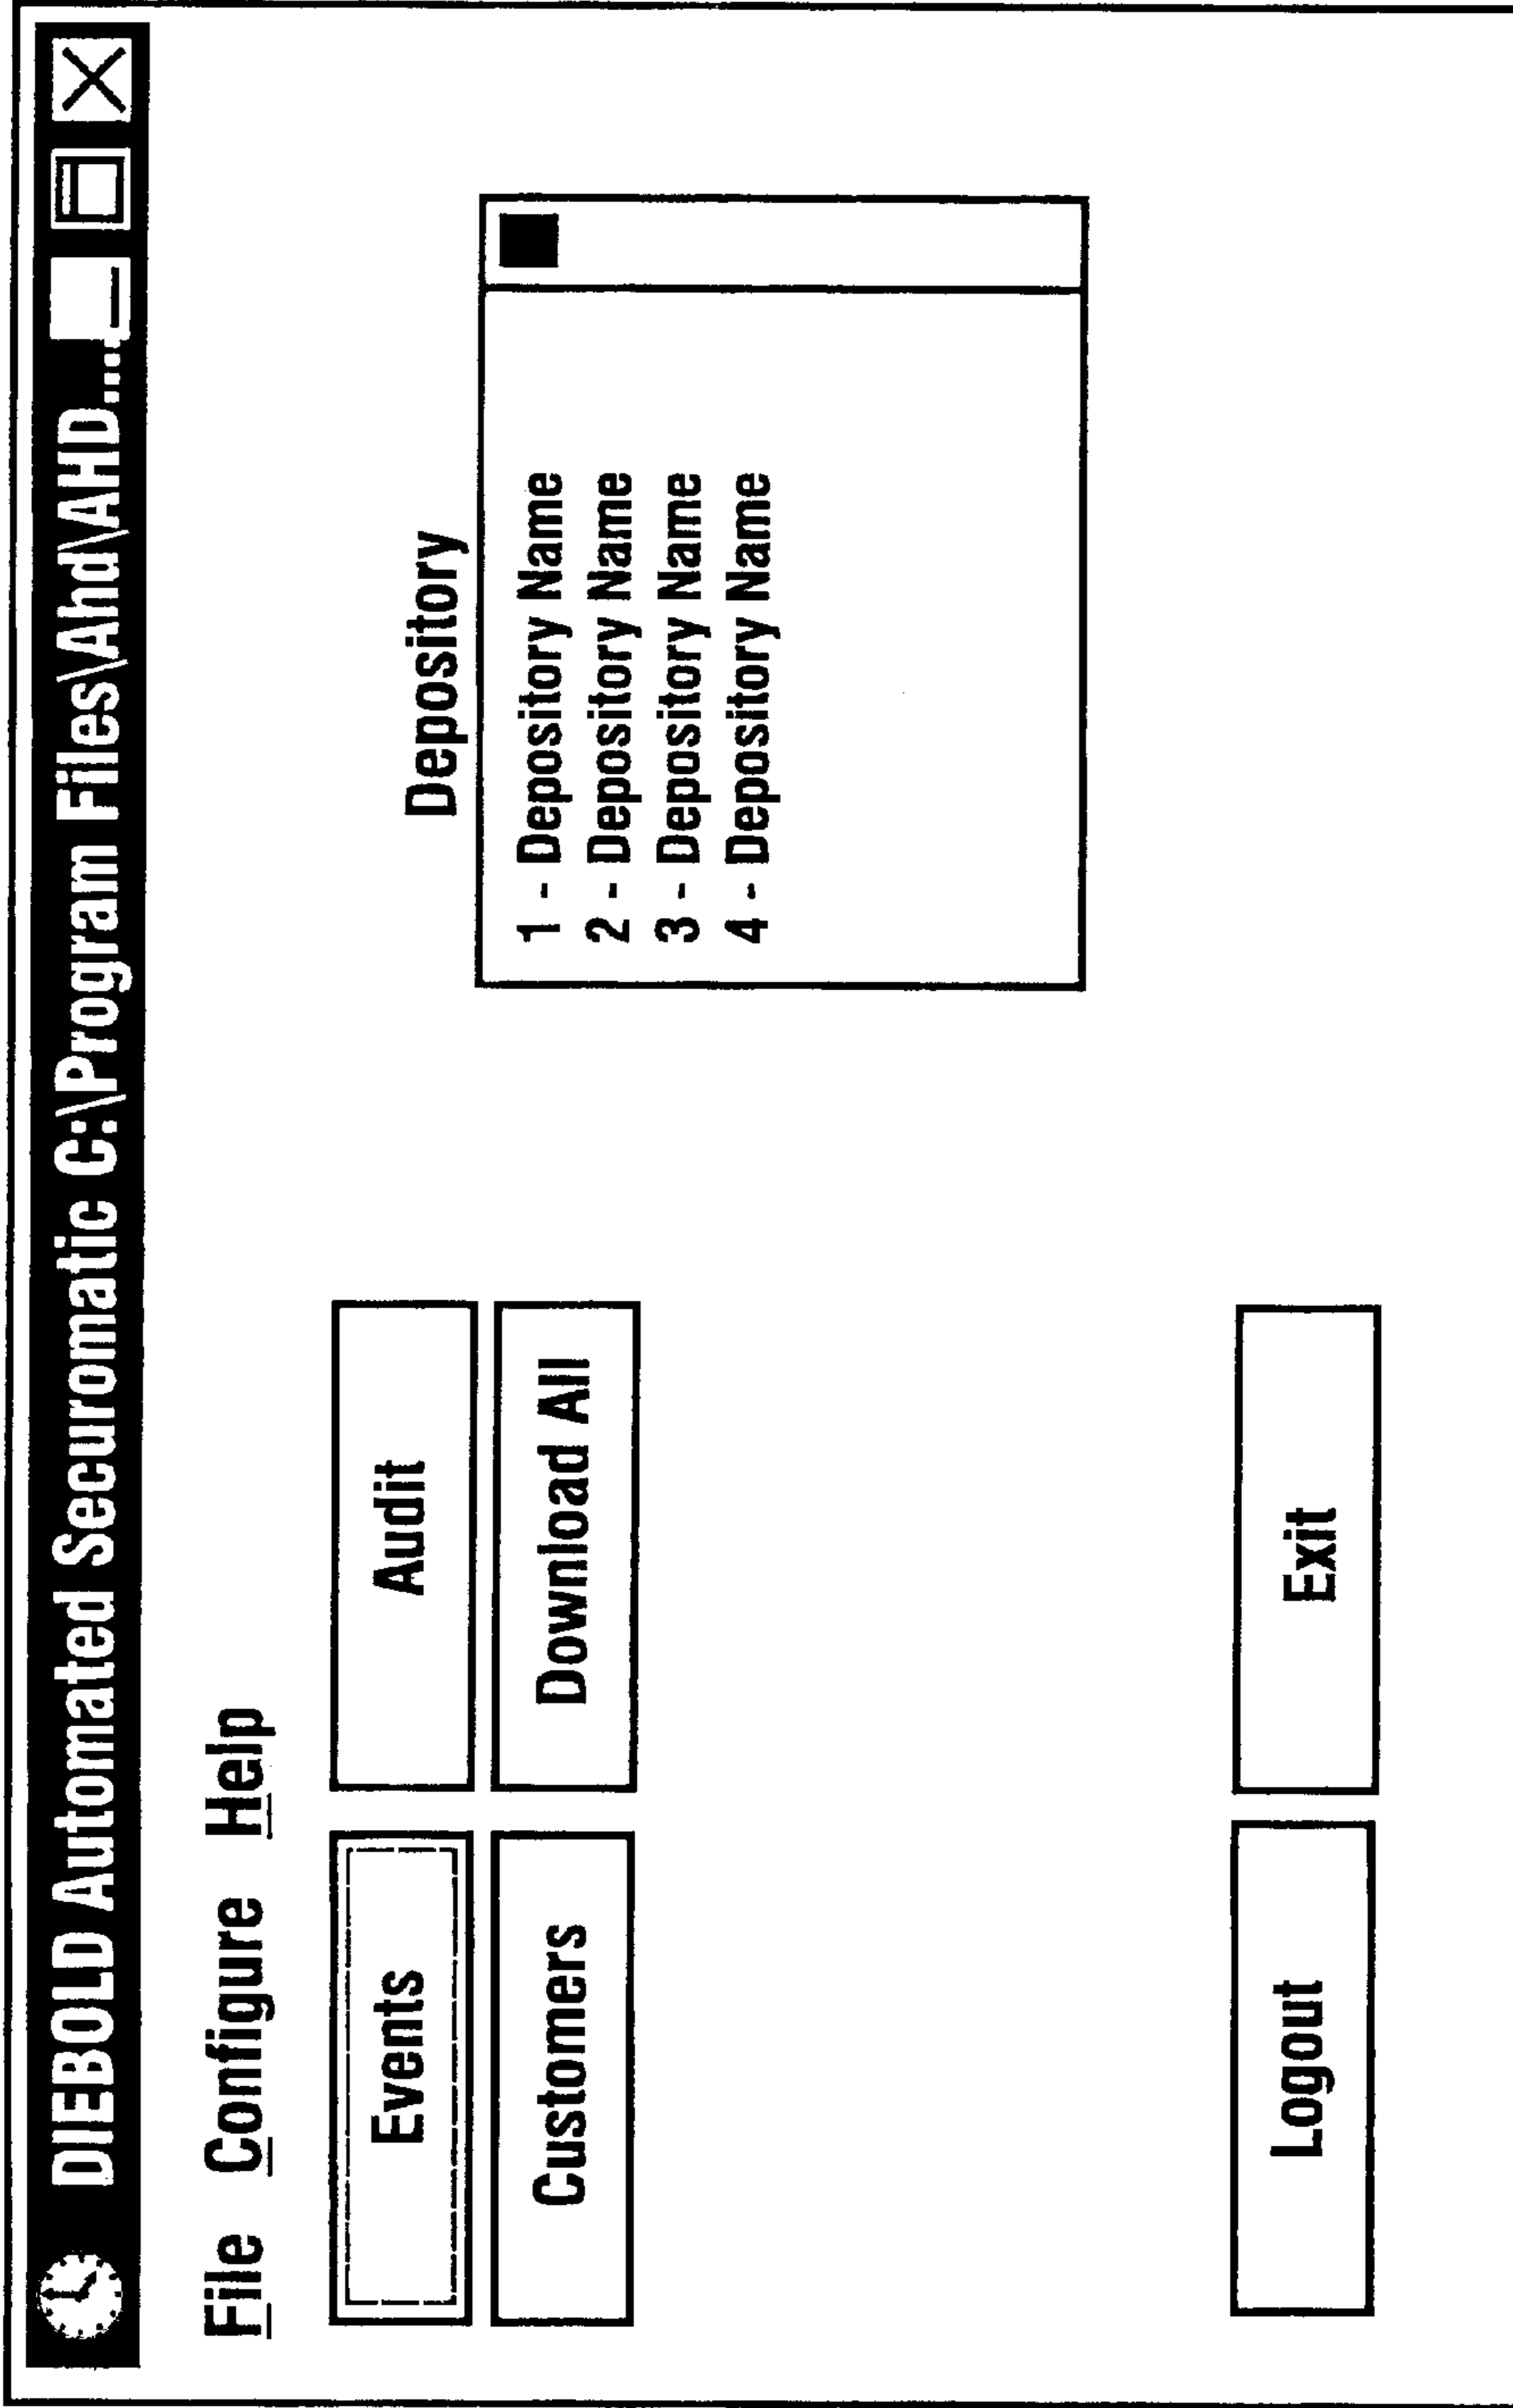 DIEBOLD Automated Securomatic C:\Program Files\Ahd\AHD...
File Configure Help
Events
Audit
Customers
Download All
Depository
1 - Depository Name
2 - Depository Name
3 - Depository Name
4 - Depository Name
Logout
Exit